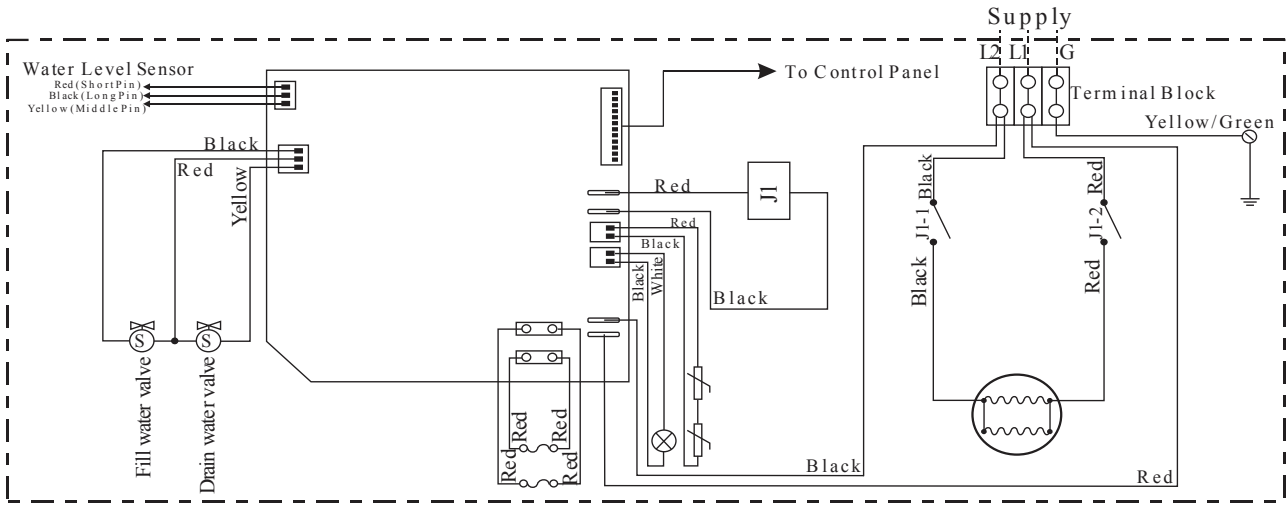 Supply
L2 L1 G
Water Level Sensor
Red(ShortPin)
Black(LongPin)
Yellow(MiddlePin)
To Control Panel
Terminal Block
Yellow/Green
Black
Red
Yellow
Red
J1
Red
Black
Black
White
Black
Black
J1-1
Black
Red
J1-2
Red
S
S
Fill water valve
Drain water valve
Red
Red
Red
Red
Black
Red